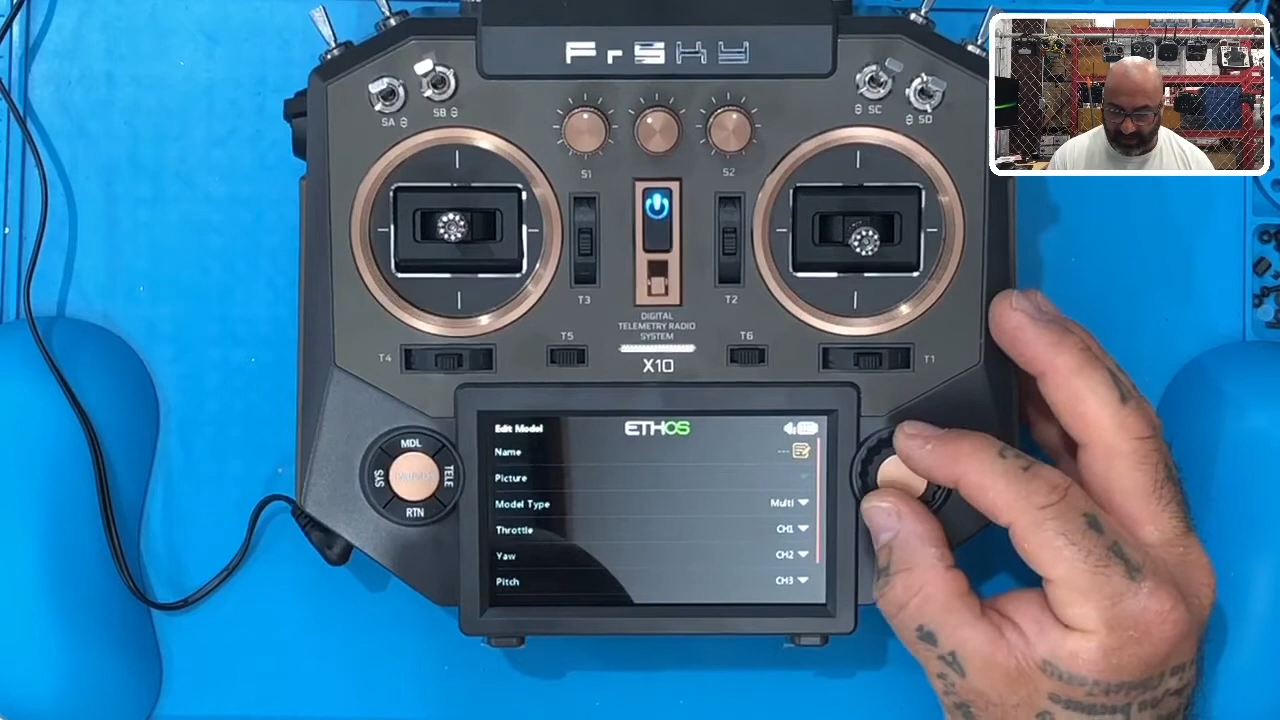 FrSky
SA
SB
SC
SD
S1
S2
T3
T2
DIGITAL
TELEMETRY RADIO
SYSTEM
T5
T6
T4
T1
X10
MDL
SYS
TELE
RTN
Edit Model
ETHOS
Name
---
Picture
Model Type
Multi
Throttle
CH1
Yaw
CH2
Pitch
CH3